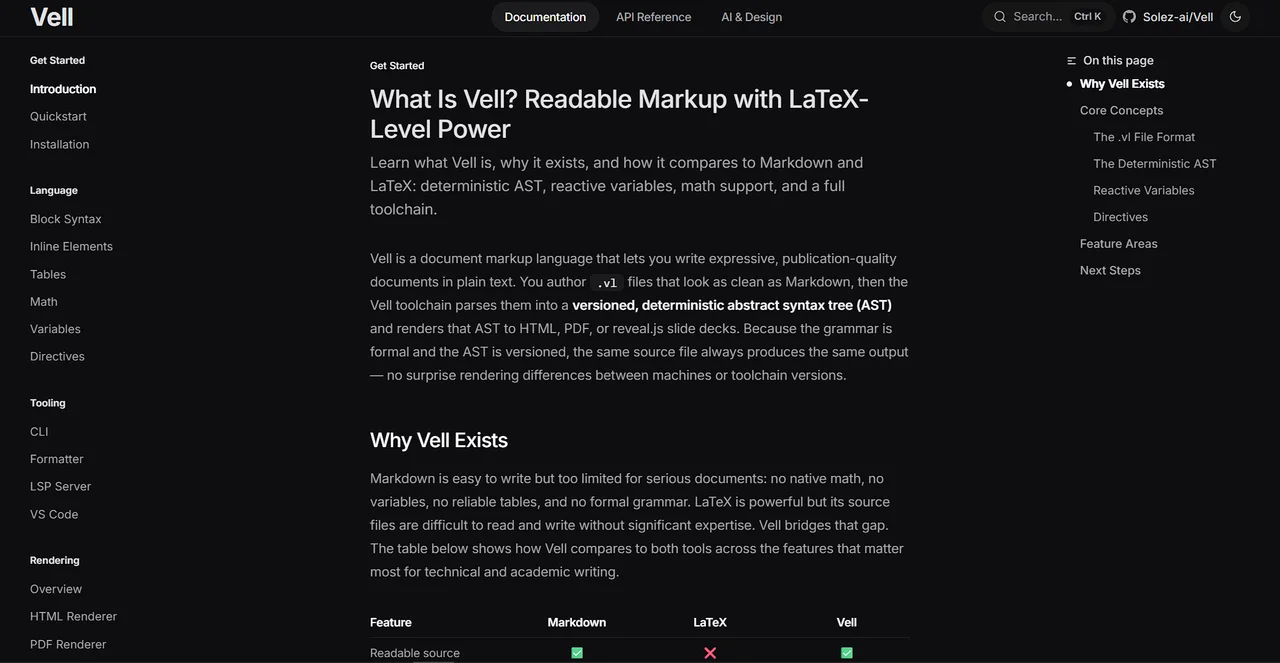 Vell
Documentation
API Reference
AI & Design
Search...
Ctrl K
Solez-ai/Vell
Get Started
Introduction
Quickstart
Installation
Language
Block Syntax
Inline Elements
Tables
Math
Variables
Directives
Tooling
CLI
Formatter
LSP Server
VS Code
Rendering
Overview
HTML Renderer
PDF Renderer
Get Started
What Is Vell? Readable Markup with LaTeX-
Level Power
Learn what Vell is, why it exists, and how it compares to Markdown and
LaTeX: deterministic AST, reactive variables, math support, and a full
toolchain.
Vell is a document markup language that lets you write expressive, publication-quality
documents in plain text. You author .vl files that look as clean as Markdown, then the
Vell toolchain parses them into a versioned, deterministic abstract syntax tree (AST)
and renders that AST to HTML, PDF, or reveal.js slide decks. Because the grammar is
formal and the AST is versioned, the same source file always produces the same output
— no surprise rendering differences between machines or toolchain versions.
Why Vell Exists
Markdown is easy to write but too limited for serious documents: no native math, no
variables, no reliable tables, and no formal grammar. LaTeX is powerful but its source
files are difficult to read and write without significant expertise. Vell bridges that gap.
The table below shows how Vell compares to both tools across the features that matter
most for technical and academic writing.
Feature Markdown LaTeX Vell
Readable source ✅ ❌ ✅
On this page
Why Vell Exists
Core Concepts
The .vl File Format
The Deterministic AST
Reactive Variables
Directives
Feature Areas
Next Steps